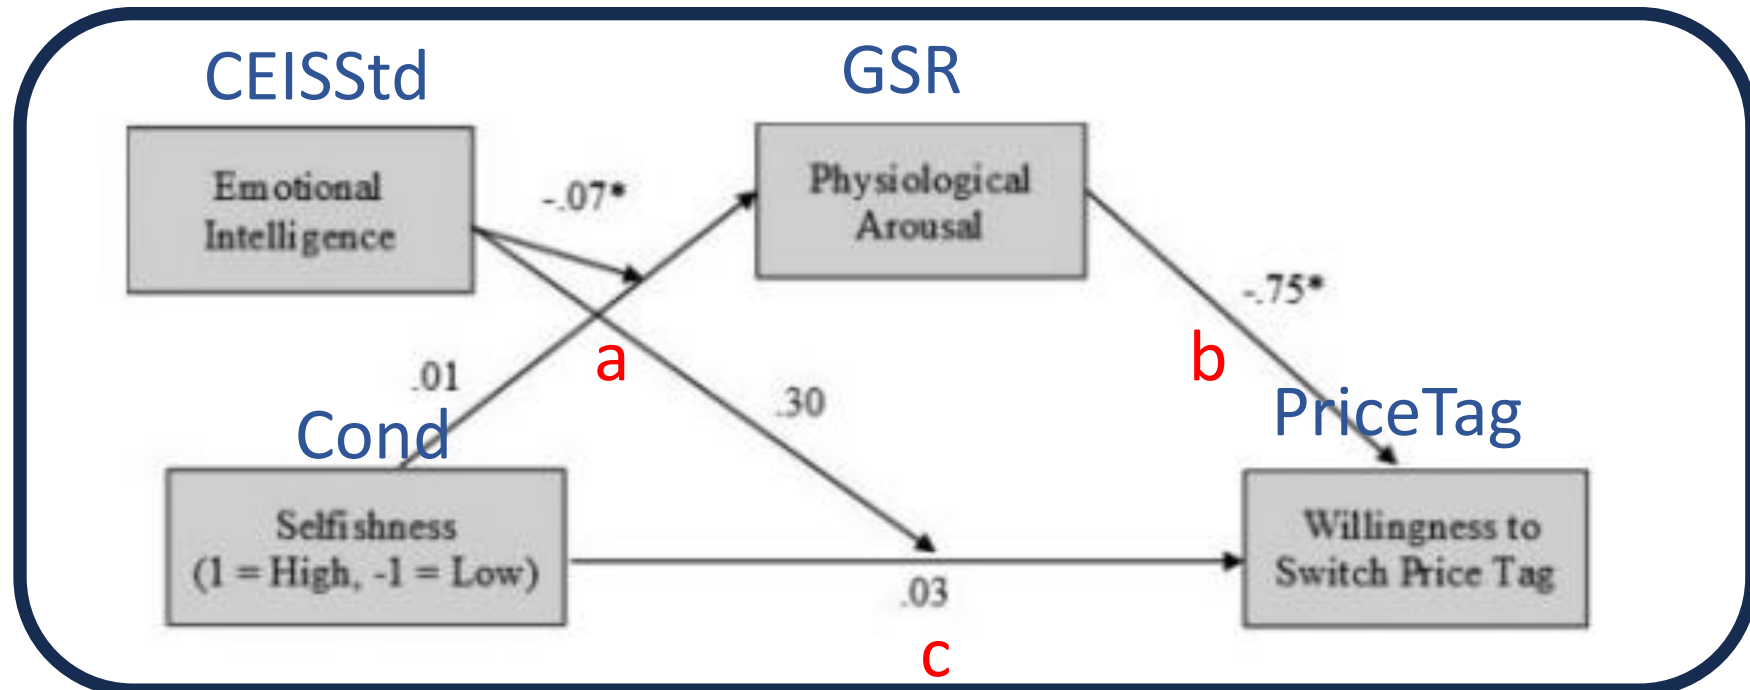 CEISStd
GSR
Emotional
Intelligence
-.07*
Physiological
Arousal
-.75*
a
b
.01
.30
Cond
PriceTag
Selfishness
(1 = High, -1 = Low)
Willingness to
Switch Price Tag
.03
c